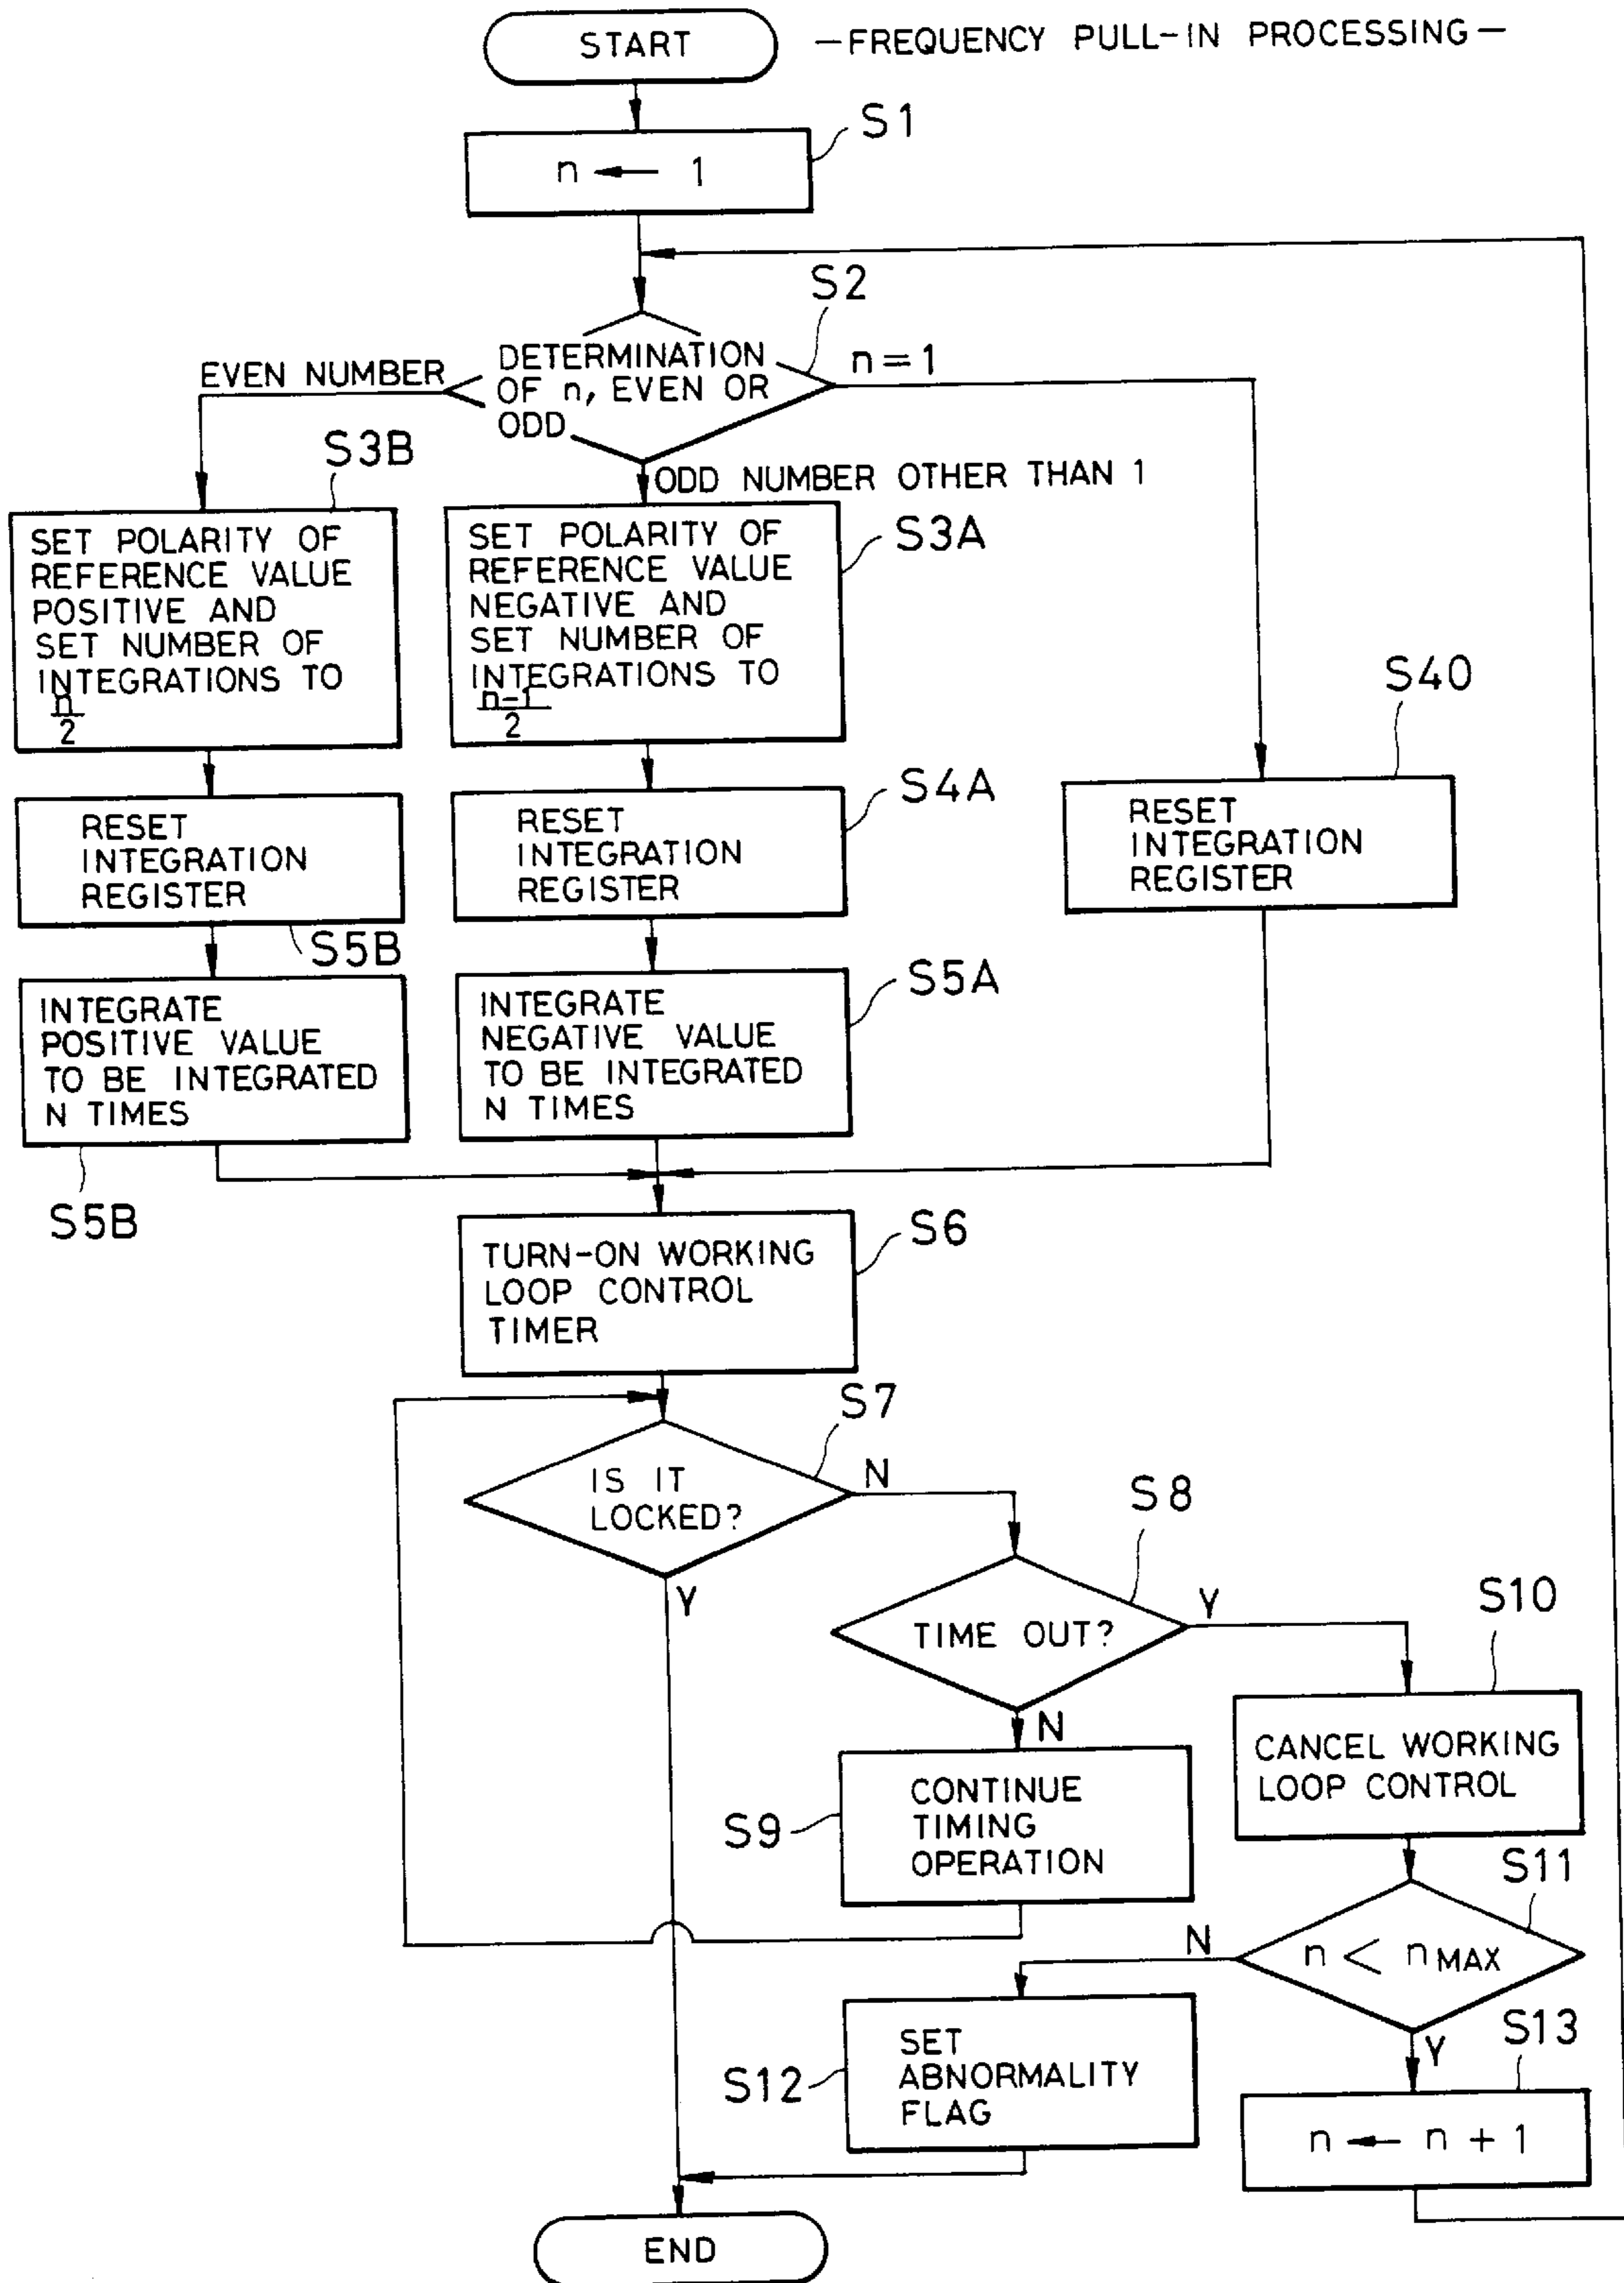 START
—FREQUENCY PULL-IN PROCESSING—
S1
n ← 1
S2
EVEN NUMBER
DETERMINATION
OF n, EVEN OR
ODD
n=1
ODD NUMBER OTHER THAN 1
S3B
SET POLARITY OF
REFERENCE VALUE
POSITIVE AND
SET NUMBER OF
INTEGRATIONS TO
n
2
S3A
SET POLARITY OF
REFERENCE VALUE
NEGATIVE AND
SET NUMBER OF
INTEGRATIONS TO
n-1
2
S40
RESET
INTEGRATION
REGISTER
S5B
RESET
INTEGRATION
REGISTER
S4A
RESET
INTEGRATION
REGISTER
INTEGRATE
POSITIVE VALUE
TO BE INTEGRATED
N TIMES
S5B
S5A
INTEGRATE
NEGATIVE VALUE
TO BE INTEGRATED
N TIMES
S6
TURN-ON WORKING
LOOP CONTROL
TIMER
S7
IS IT
LOCKED?
N
Y
S8
TIME OUT?
Y
N
S10
CANCEL WORKING
LOOP CONTROL
S9
CONTINUE
TIMING
OPERATION
S11
n < nMAX
N
Y
S12
SET
ABNORMALITY
FLAG
S13
n ← n + 1
END